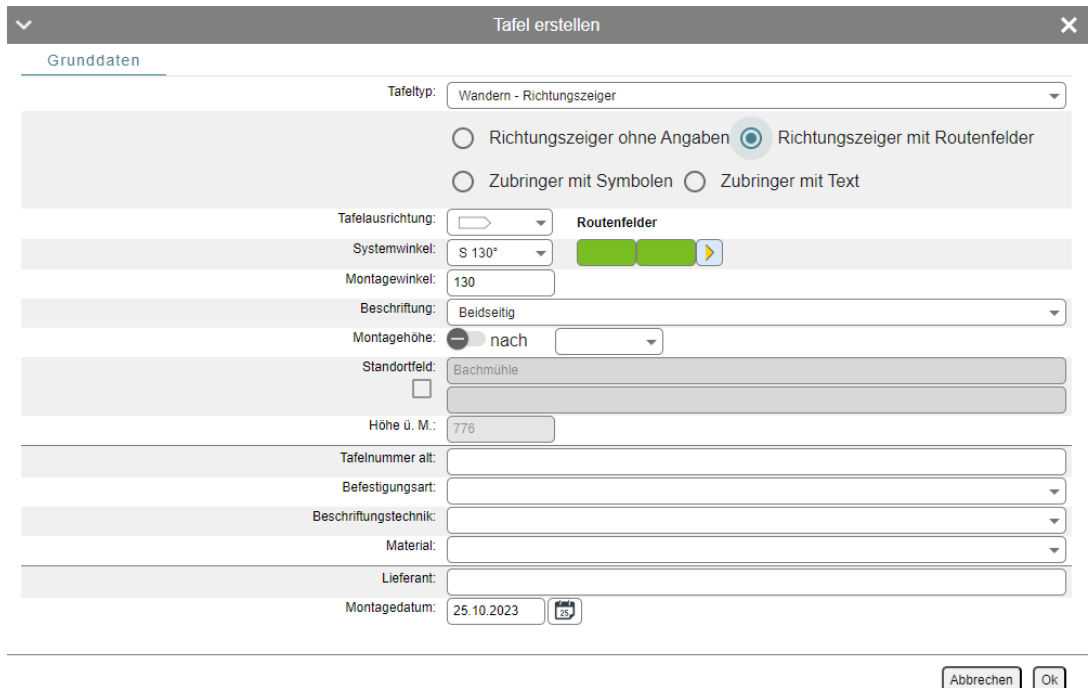 Tafel erstellen
Grunddaten
Tafeltyp: Wandern - Richtungszeiger
Richtungszeiger ohne Angaben Richtungszeiger mit Routenfelder
Zubringer mit Symbolen Zubringer mit Text
Tafelausrichtung: Routenfelder
Systemwinkel: S 130°
Montagewinkel: 130
Beschriftung: Beidseitig
Montagehöhe: nach
Standortfeld: Bachmühle
Höhe ü. M.: 776
Tafelnummer alt:
Befestigungsart:
Beschriftungstechnik:
Material:
Lieferant:
Montagedatum: 25.10.2023 25
Abbrechen Ok